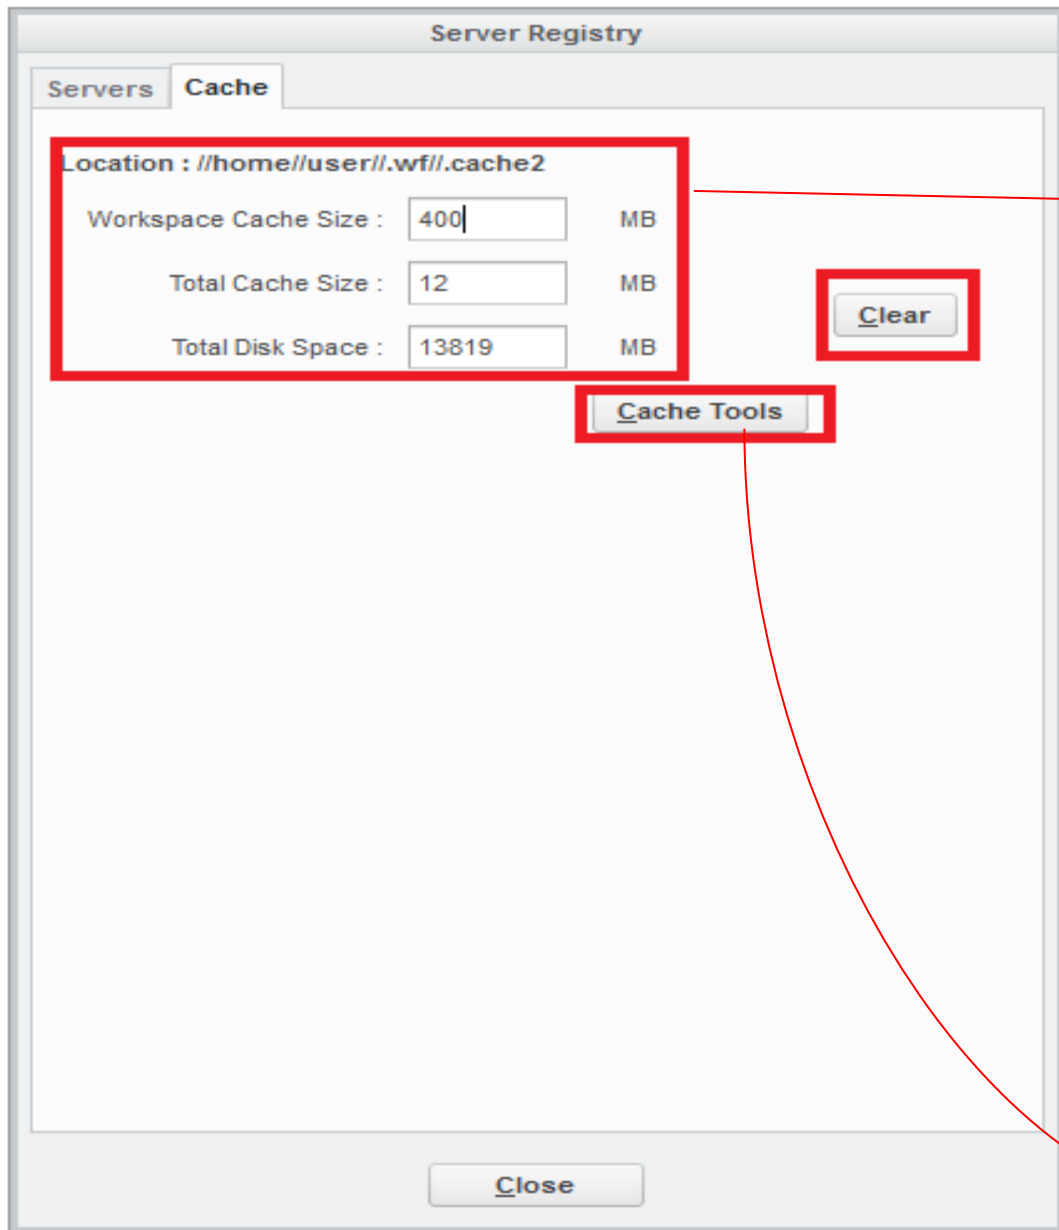 Server Registry
Servers Cache
Location : //home//user//.wf//.cache2
Workspace Cache Size : 400 MB
Total Cache Size : 12 MB
Clear
Total Disk Space : 13819 MB
Cache Tools
Close